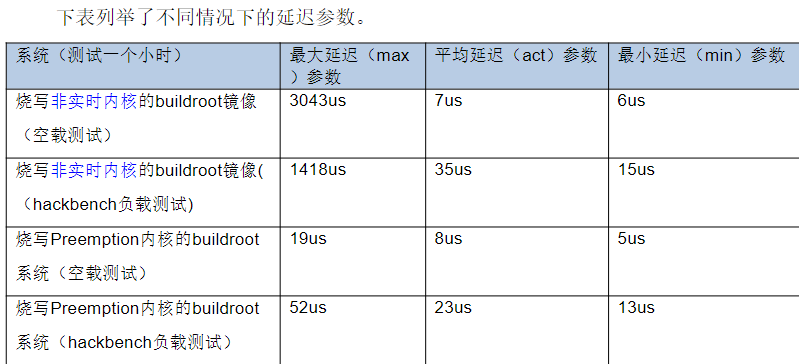 下表列举了不同情况下的延迟参数。
系统（测试一个小时） 最大延迟（max 平均延迟（act）参数 最小延迟（min）参数
）参数
烧写非实时内核的buildroot镜像 3043us 7us 6us
（空载测试）
烧写非实时内核的buildroot镜像( 1418us 35us 15us
（hackbench负载测试)
烧写Preemption内核的buildroot 19us 8us 5us
系统（空载测试）
烧写Preemption内核的buildroot 52us 23us 13us
系统（hackbench负载测试）